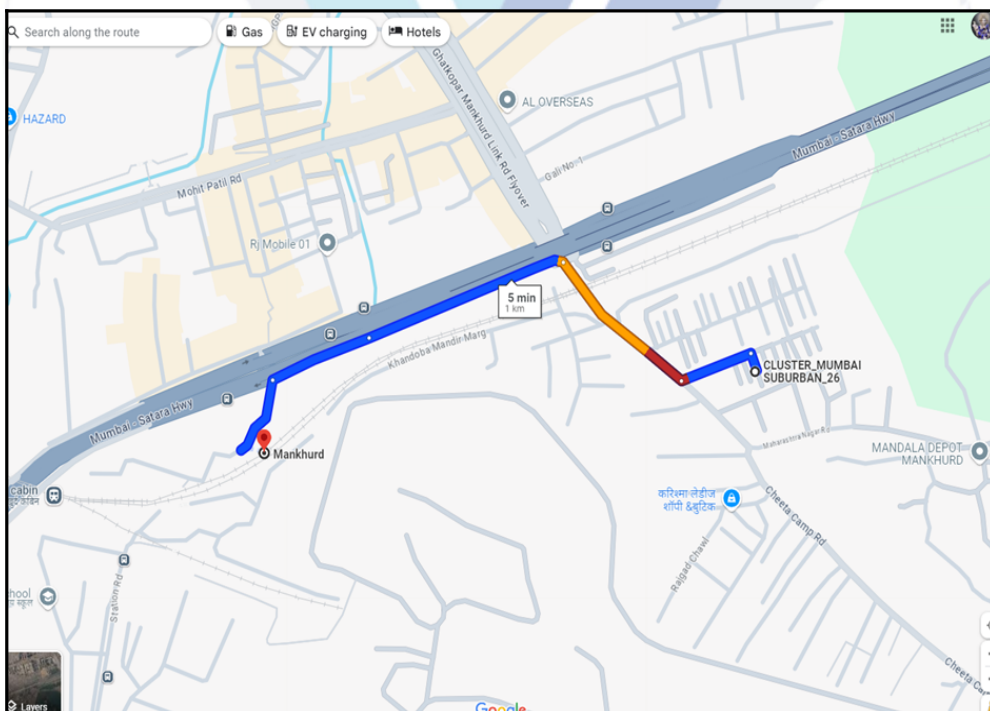 Search along the route
Gas
EV charging
Hotels
HAZARD
AL OVERSEAS
Ghatkopar Mankhurd Link Rd Flyover
Mumbai - Satara Hwy
Gali No. 1
Mohit Patil Rd
Rj Mobile 01
5 min
1 km
Khandoba Mandir Marg
CLUSTER_MUMBAI
SUBURBAN_26
Mumbai - Satara Hwy
Mankhurd
Maharashtra Nagar Rd
MANDALA DEPOT
MANKHURD
cabin
करिश्मा लेडीज
शॉपी &बुटिक
Cheeta Camp Rd
Rajgad Chawl
Station Rd
hool
Cheeta Ca
Layers
Google